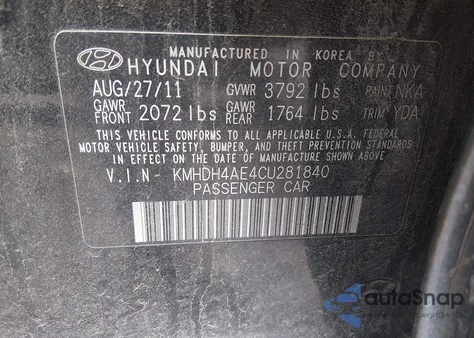 MANUFACTURED IN KOREA BY
HYUNDAI MOTOR COMPANY
AUG/27/11 GVWR 3792 lbs PAINT NKA
GAWR FRONT 2072 lbs GAWR REAR 1764 lbs TRIM YDA
THIS VEHICLE CONFORMS TO ALL APPLICABLE U.S.A. FEDERAL
MOTOR VEHICLE SAFETY, BUMPER, AND THEFT PREVENTION STANDARDS
IN EFFECT ON THE DATE OF MANUFACTURE SHOWN ABOVE.
V.I.N- KMHDH4AE4CU281840
PASSENGER CAR
autoSnap